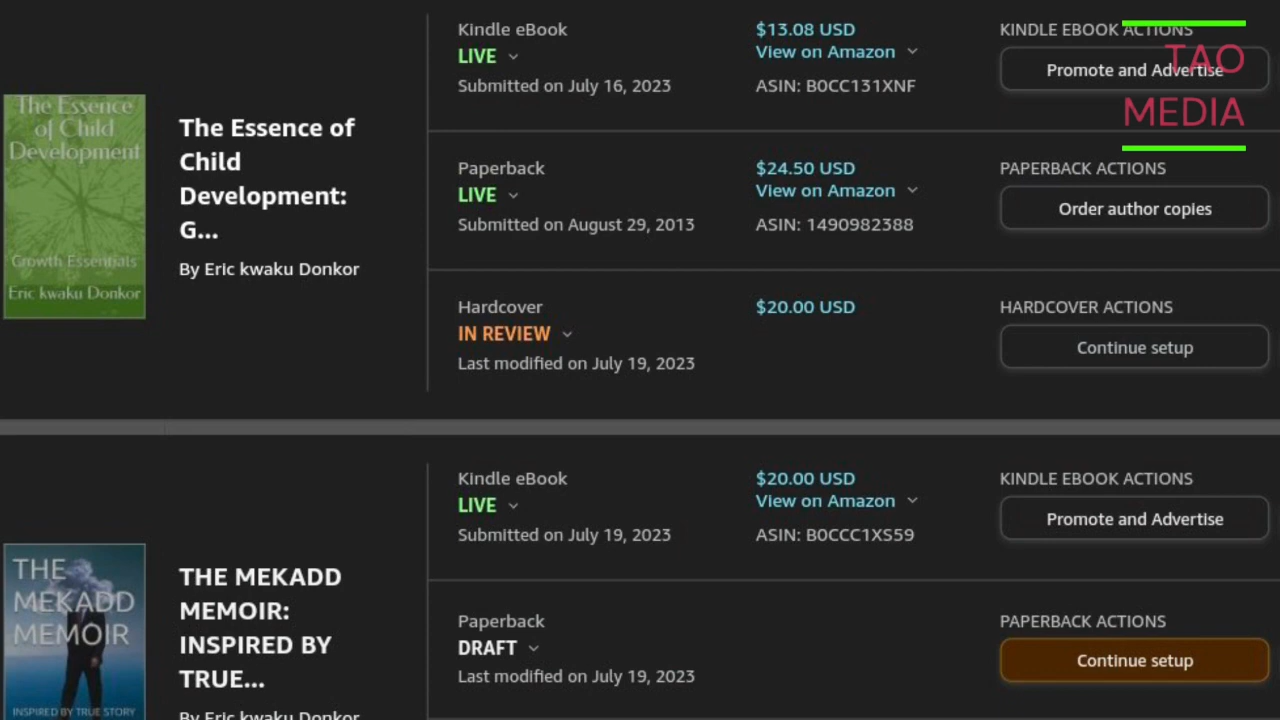 The Essence
of Child
Development
Growth Essentials
Eric kwaku Donkor
The Essence of
Child
Development:
G...
By Eric kwaku Donkor
Kindle eBook
LIVE
Submitted on July 16, 2023
$13.08 USD
View on Amazon
ASIN: B0CC131XNF
KINDLE EBOOK ACTIONS
Promote and Advertise
TAO
MEDIA
Paperback
LIVE
Submitted on August 29, 2013
$24.50 USD
View on Amazon
ASIN: 1490982388
PAPERBACK ACTIONS
Order author copies
Hardcover
IN REVIEW
Last modified on July 19, 2023
$20.00 USD
HARDCOVER ACTIONS
Continue setup
THE
MEKADD
MEMOIR
INSPIRED BY TRUE STORY
THE MEKADD
MEMOIR:
INSPIRED BY
TRUE...
By Eric kwaku Donkor
Kindle eBook
LIVE
Submitted on July 19, 2023
$20.00 USD
View on Amazon
ASIN: B0CCC1XS59
KINDLE EBOOK ACTIONS
Promote and Advertise
Paperback
DRAFT
Last modified on July 19, 2023
PAPERBACK ACTIONS
Continue setup